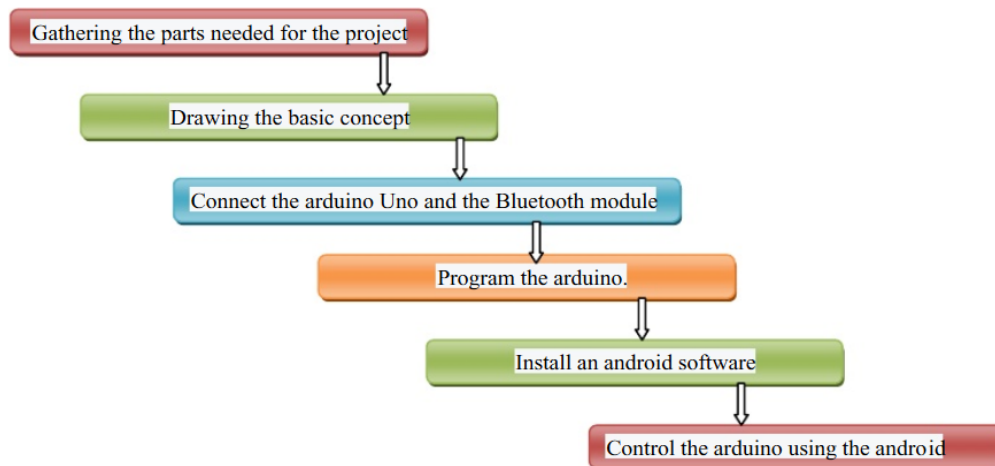 Gathering the parts needed for the project
Drawing the basic concept
Connect the arduino Uno and the Bluetooth module
Program the arduino.
Install an android software
Control the arduino using the android